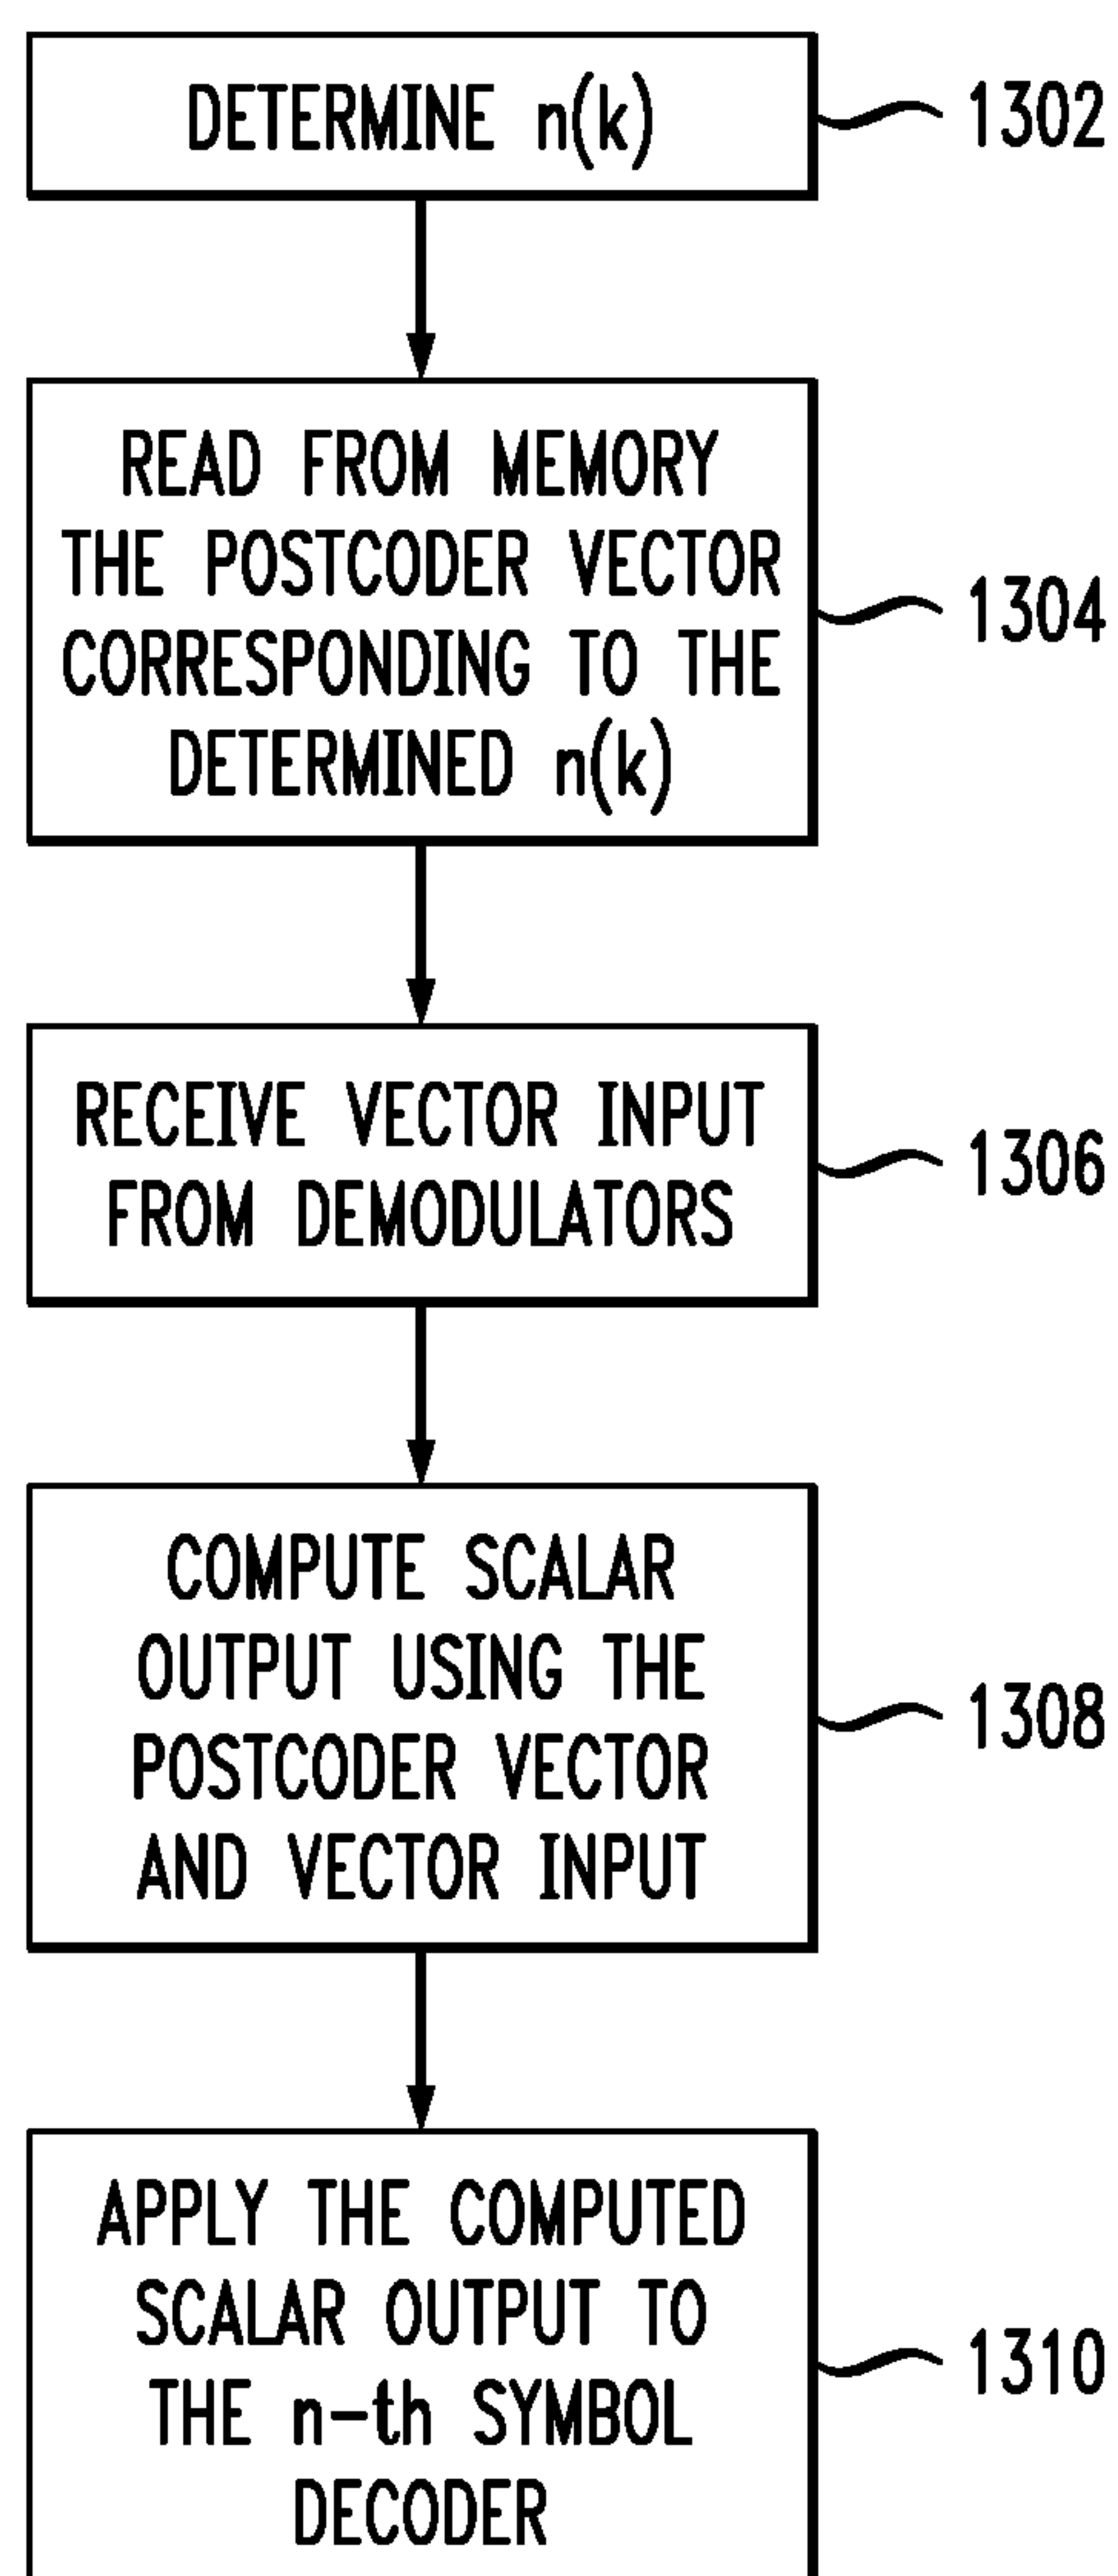 DETERMINE n(k)
1302
READ FROM MEMORY
THE POSTCODER VECTOR
CORRESPONDING TO THE
DETERMINED n(k)
1304
RECEIVE VECTOR INPUT
FROM DEMODULATORS
1306
COMPUTE SCALAR
OUTPUT USING THE
POSTCODER VECTOR
AND VECTOR INPUT
1308
APPLY THE COMPUTED
SCALAR OUTPUT TO
THE n-th SYMBOL
DECODER
1310